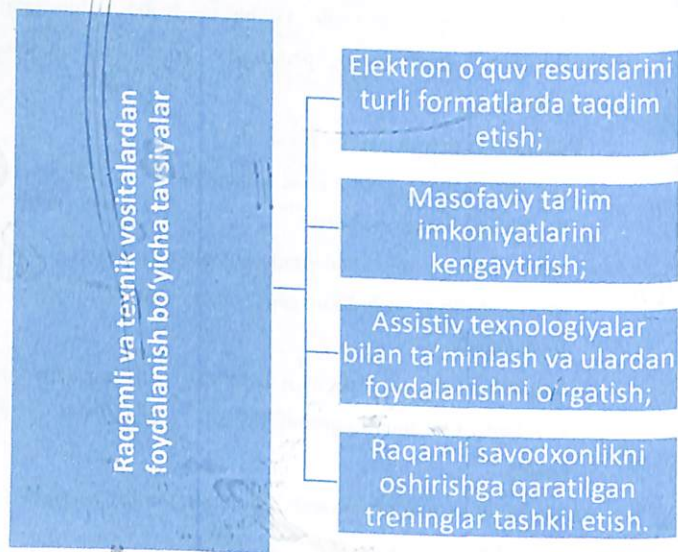 Raqamli va texnik vositalardan
foydalanish bo‘yicha tavsiyalar
Elektron o‘quv resurslarini
turli formatlarda taqdim
etish;
Masofaviy ta’lim
imkoniyatlarini
kengaytirish;
Assistiv texnologiyalar
bilan ta’minlash va ulardan
foydalanishni o‘rgatish;
Raqamli savodxonlikni
oshirishga qaratilgan
treninglar tashkil etish.